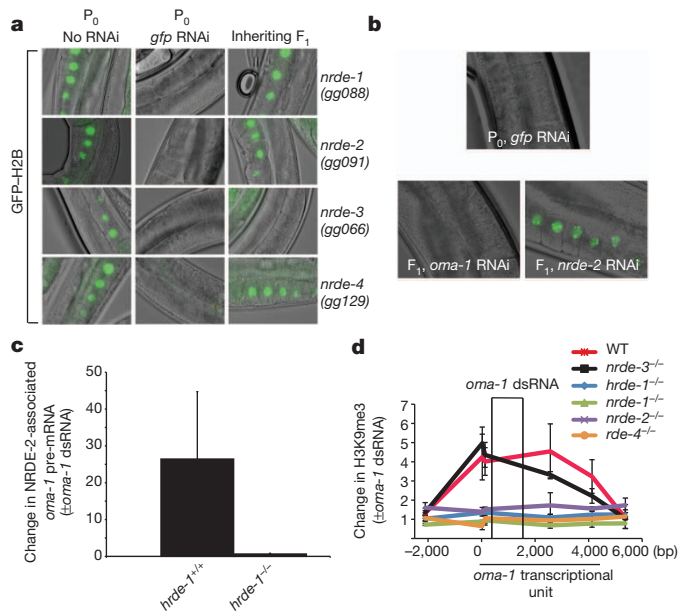 a
P0
No RNAi
P0
gfp RNAi
Inheriting F1
GFP–H2B
nrde-1
(gg088)
nrde-2
(gg091)
nrde-3
(gg066)
nrde-4
(gg129)
b
P0, gfp RNAi
F1, oma-1 RNAi
F1, nrde-2 RNAi
c
Change in NRDE-2-associated
oma-1 pre-mRNA
(±oma-1 dsRNA)
50
40
30
20
10
0
hrde-1+/+
hrde-1−/−
d
WT
nrde-3−/−
hrde-1−/−
nrde-1−/−
nrde-2−/−
rde-4−/−
oma-1 dsRNA
Change in H3K9me3
(±oma-1 dsRNA)
7
6
5
4
3
2
1
−2,000 0 2,000 4,000 6,000 (bp)
oma-1 transcriptional
unit